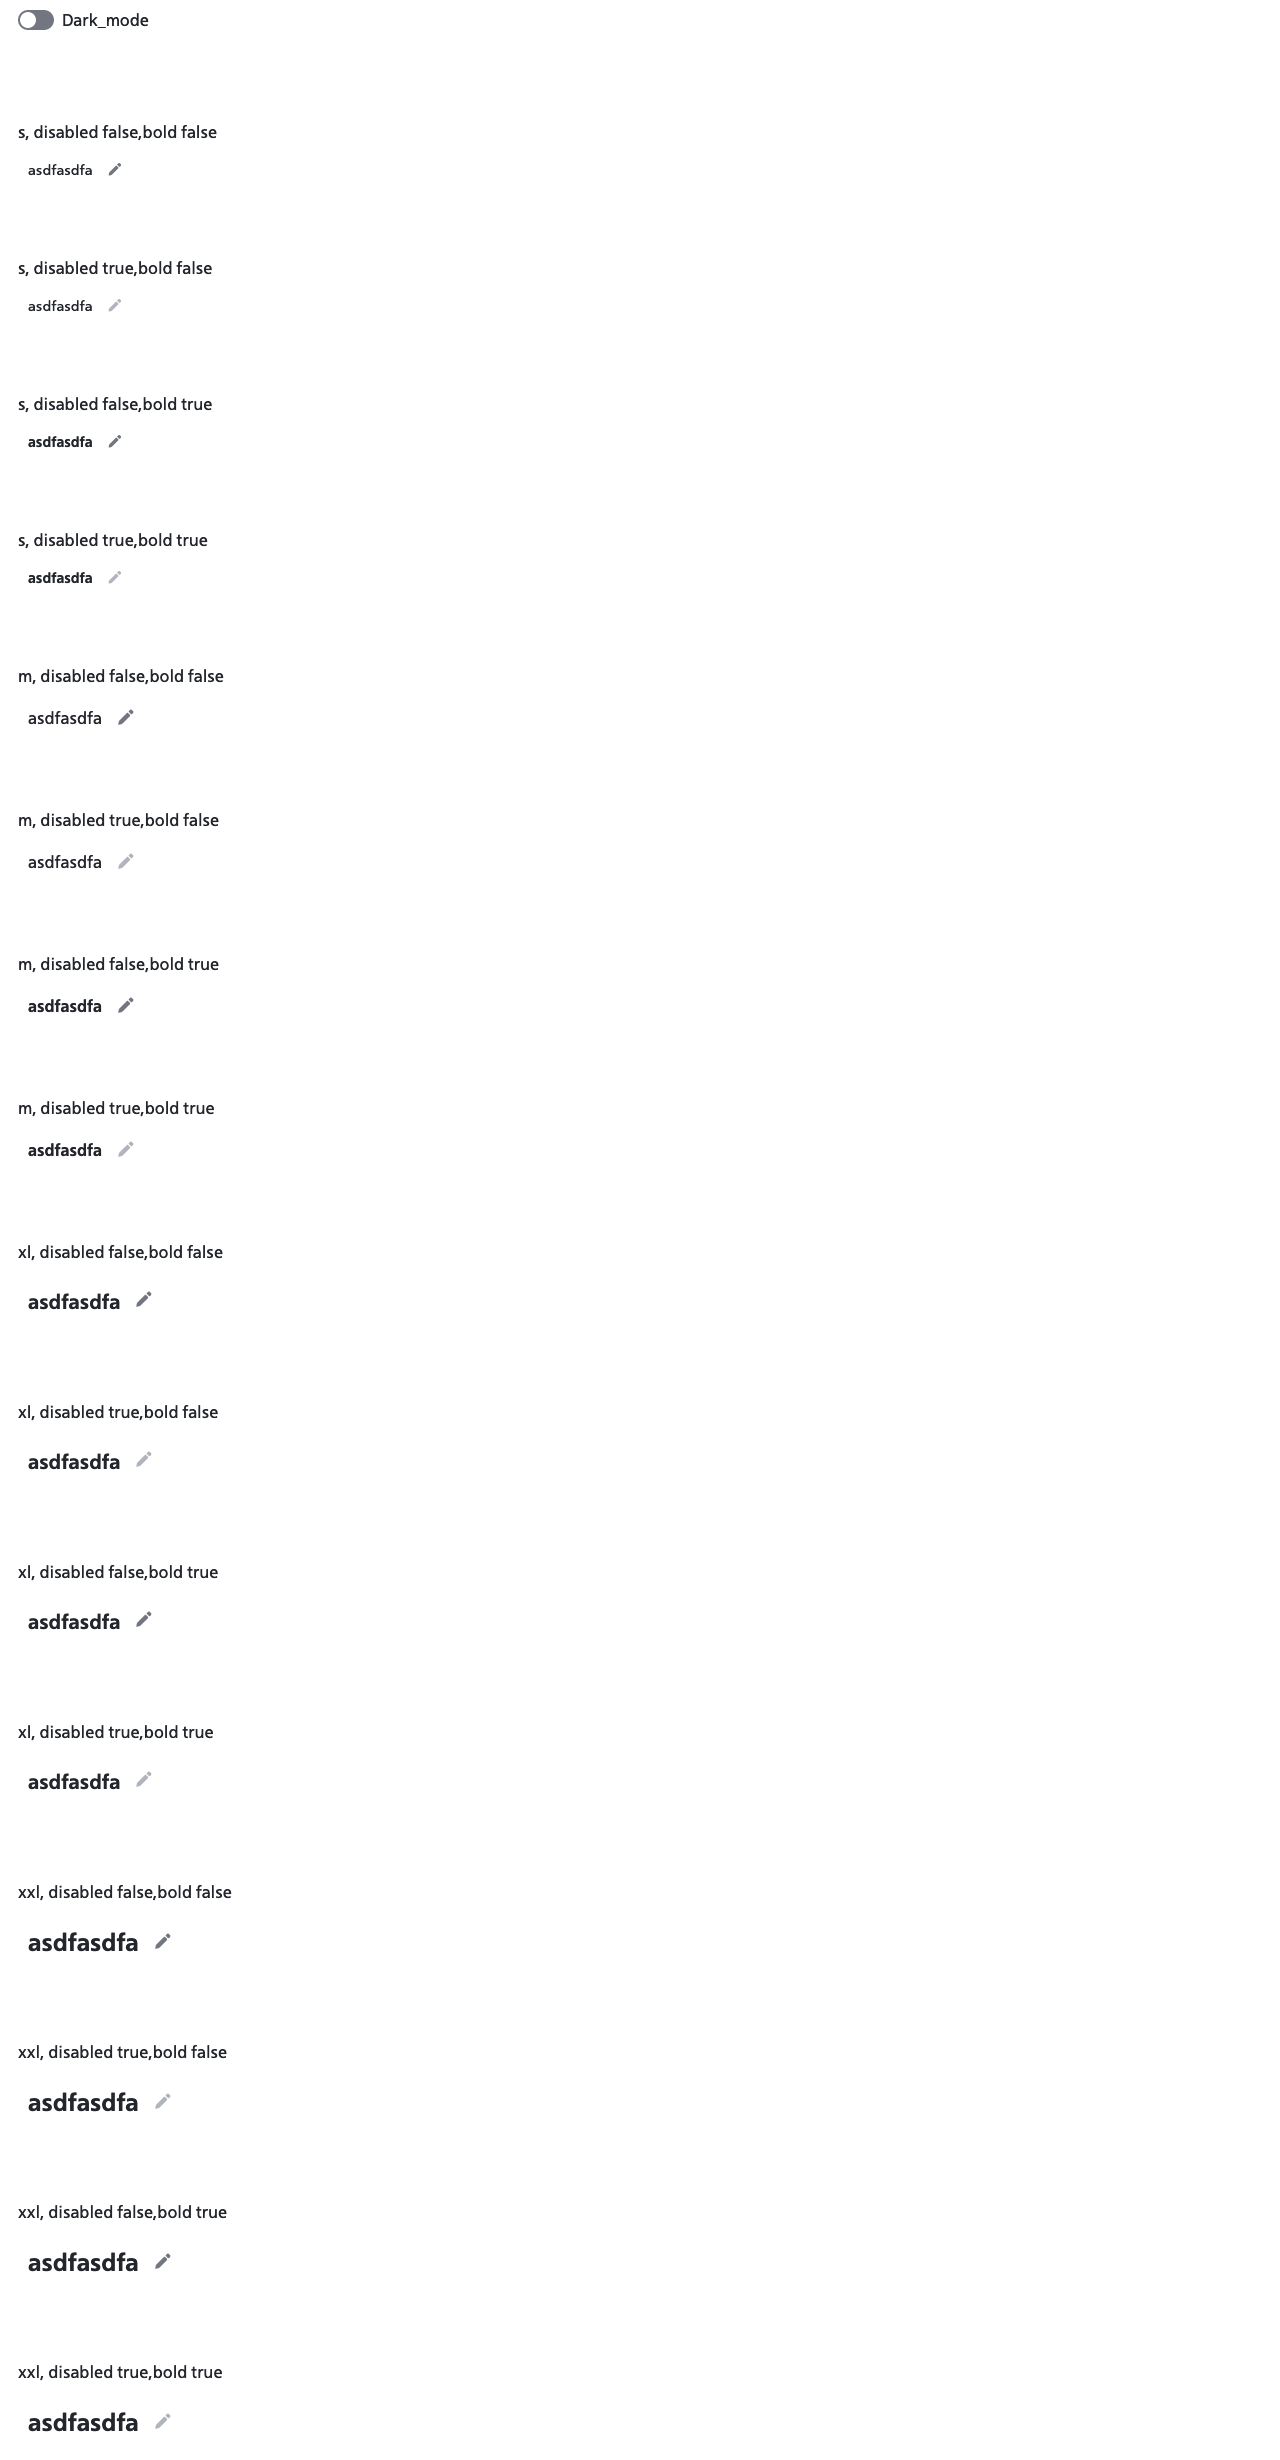 Dark_mode
s, disabled false,bold false
asdfasdfa
s, disabled true,bold false
asdfasdfa
s, disabled false,bold true
asdfasdfa
s, disabled true,bold true
asdfasdfa
m, disabled false,bold false
asdfasdfa
m, disabled true,bold false
asdfasdfa
m, disabled false,bold true
asdfasdfa
m, disabled true,bold true
asdfasdfa
xl, disabled false,bold false
asdfasdfa
xl, disabled true,bold false
asdfasdfa
xl, disabled false,bold true
asdfasdfa
xl, disabled true,bold true
asdfasdfa
xxl, disabled false,bold false
asdfasdfa
xxl, disabled true,bold false
asdfasdfa
xxl, disabled false,bold true
asdfasdfa
xxl, disabled true,bold true
asdfasdfa